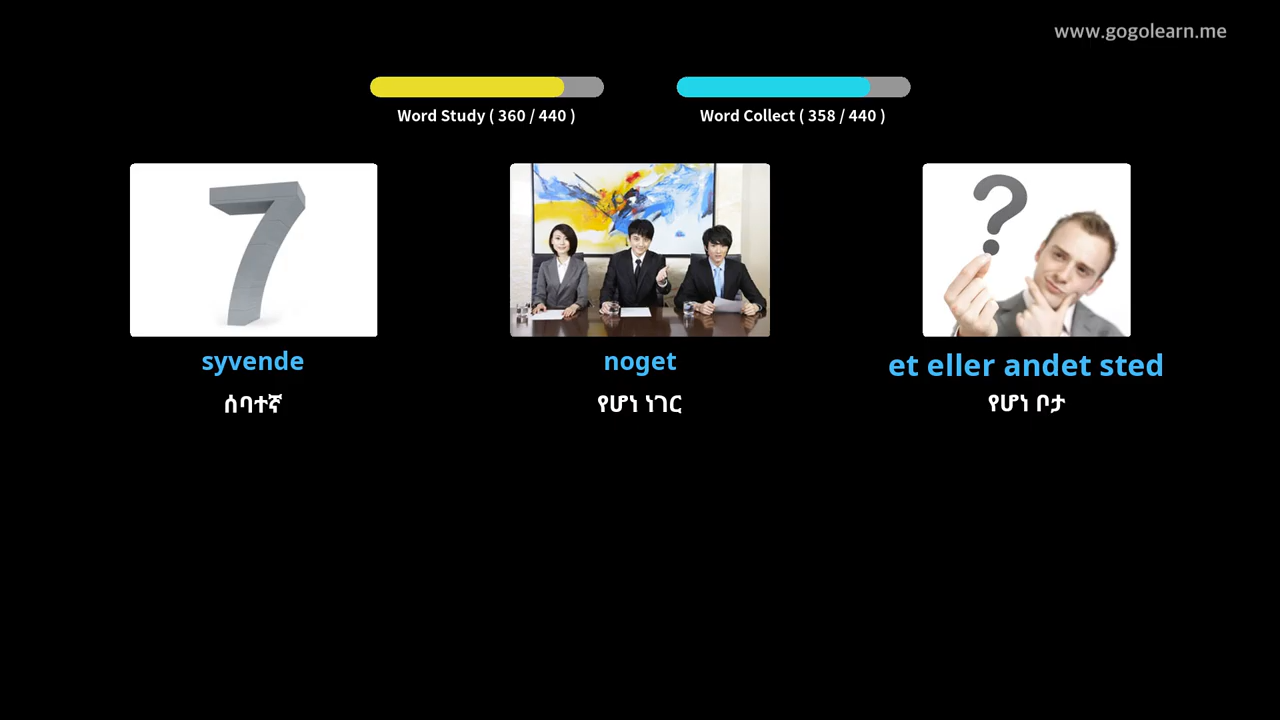 www.gogolearn.me
Word Study ( 360 / 440 )
Word Collect ( 358 / 440 )
7
?
syvende
noget
et eller andet sted
ሰባተኛ
የሆነ ነገር
የሆነ ቦታ